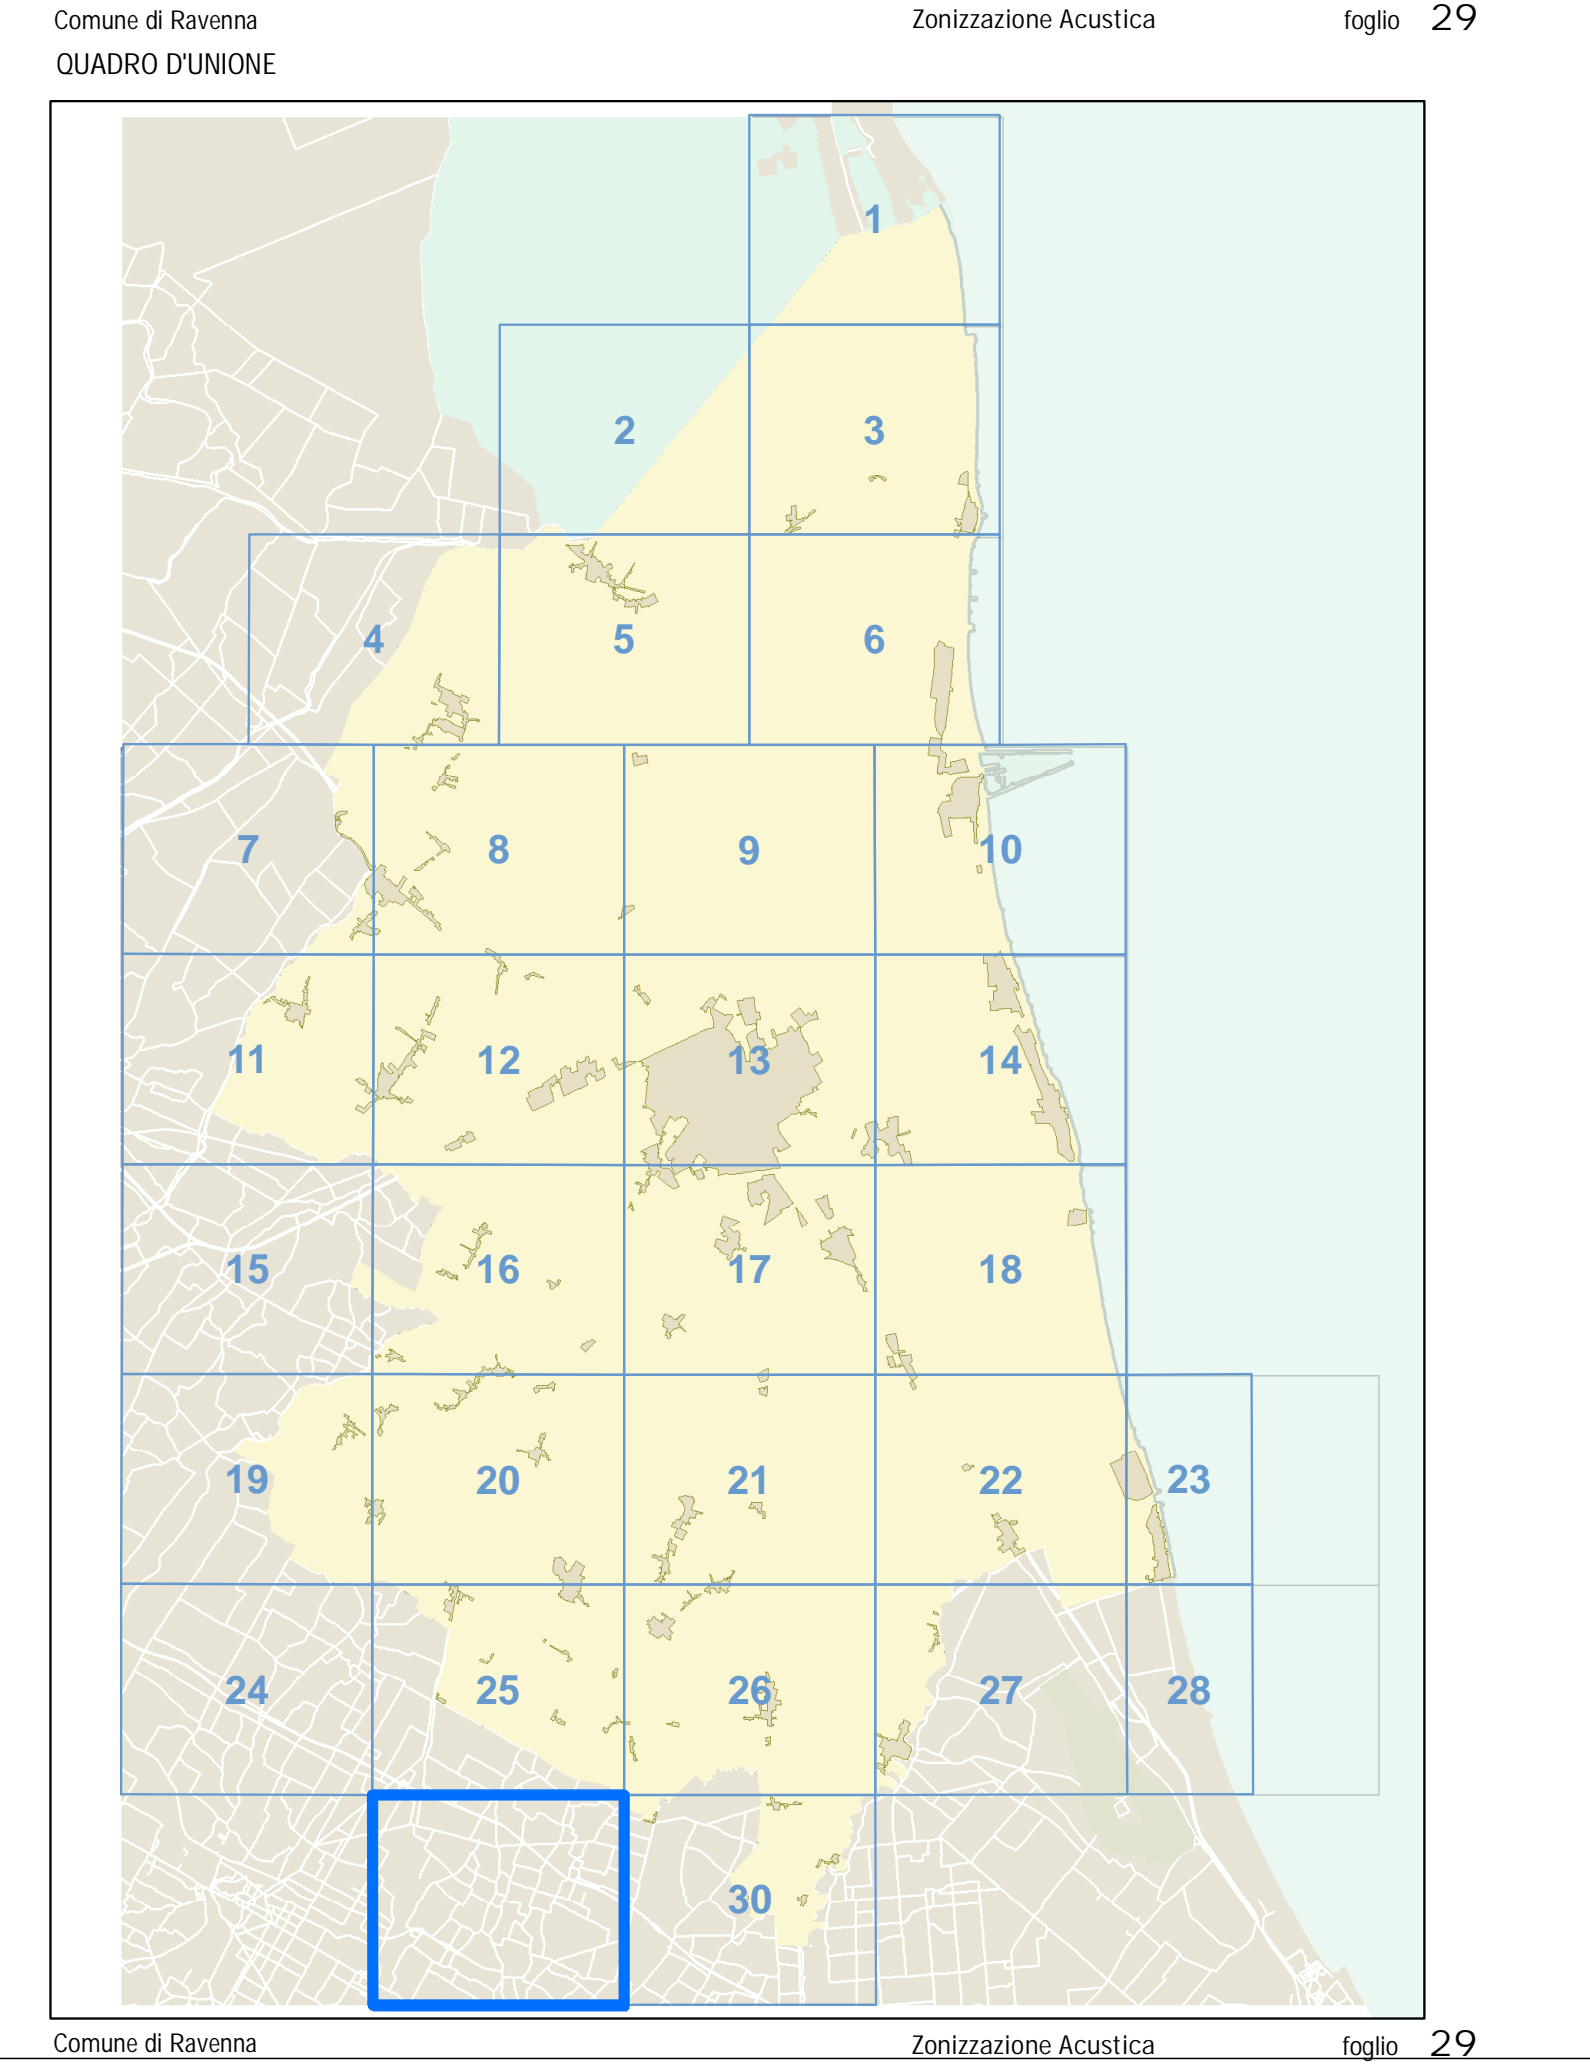 Comune di Ravenna Zonizzazione Acustica foglio 29
QUADRO D'UNIONE
1
2 3
4 5 6
7 8 9 10
11 12 13 14
15 16 17 18
19 20 21 22 23
24 25 26 27 28
30
Comune di Ravenna Zonizzazione Acustica foglio 29